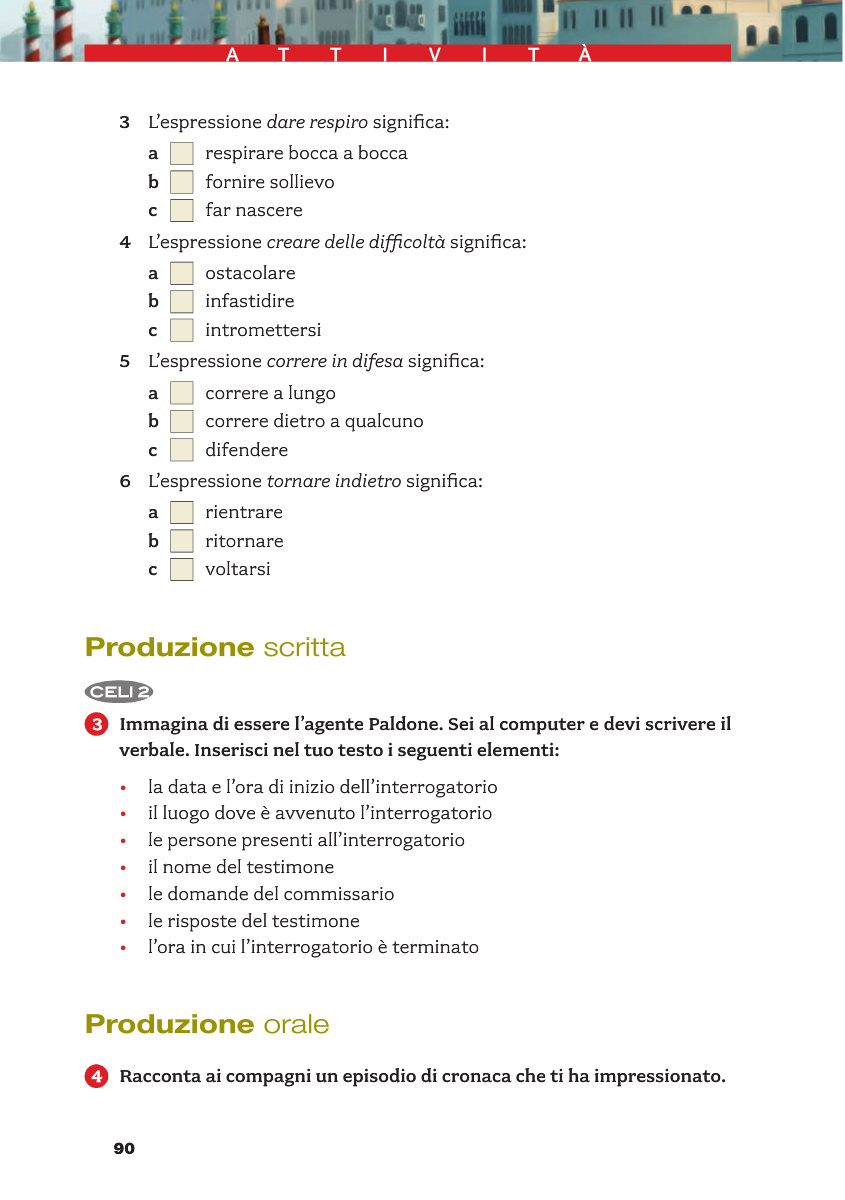 ATTIVITÀ
3 L’espressione dare respiro significa:
a respirare bocca a bocca
b fornire sollievo
c far nascere
4 L’espressione creare delle difficoltà significa:
a ostacolare
b infastidire
c intromettersi
5 L’espressione correre in difesa significa:
a correre a lungo
b correre dietro a qualcuno
c difendere
6 L’espressione tornare indietro significa:
a rientrare
b ritornare
c voltarsi
Produzione scritta
CELI 2
3 Immagina di essere l’agente Paldone. Sei al computer e devi scrivere il
verbale. Inserisci nel tuo testo i seguenti elementi:
• la data e l’ora di inizio dell’interrogatorio
• il luogo dove è avvenuto l’interrogatorio
• le persone presenti all’interrogatorio
• il nome del testimone
• le domande del commissario
• le risposte del testimone
• l’ora in cui l’interrogatorio è terminato
Produzione orale
4 Racconta ai compagni un episodio di cronaca che ti ha impressionato.
90